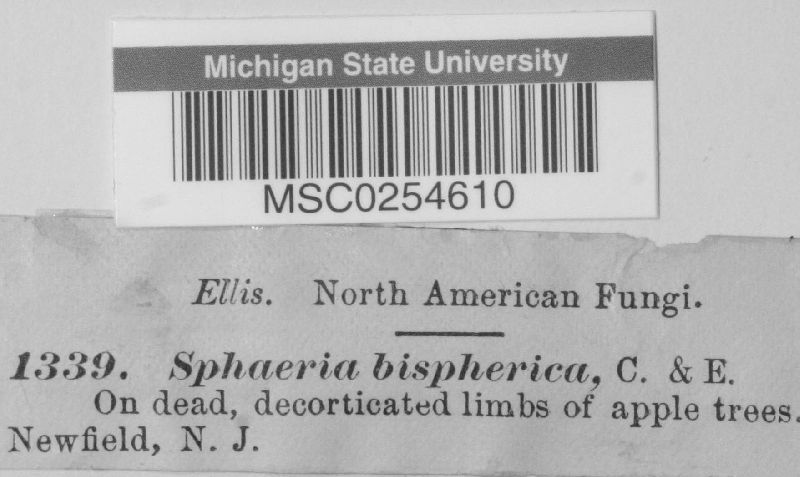 Michigan State University
MSC0254610
Ellis. North American Fungi.
1339. Sphaeria bispherica, C. & E.
On dead, decorticated limbs of apple trees.
Newfield, N. J.